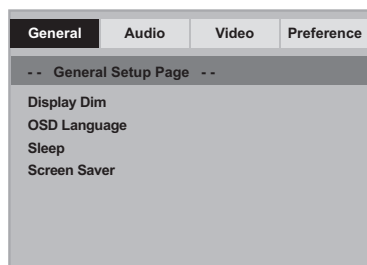 General Audio Video Preference
- - General Setup Page - -
Display Dim
OSD Language
Sleep
Screen Saver